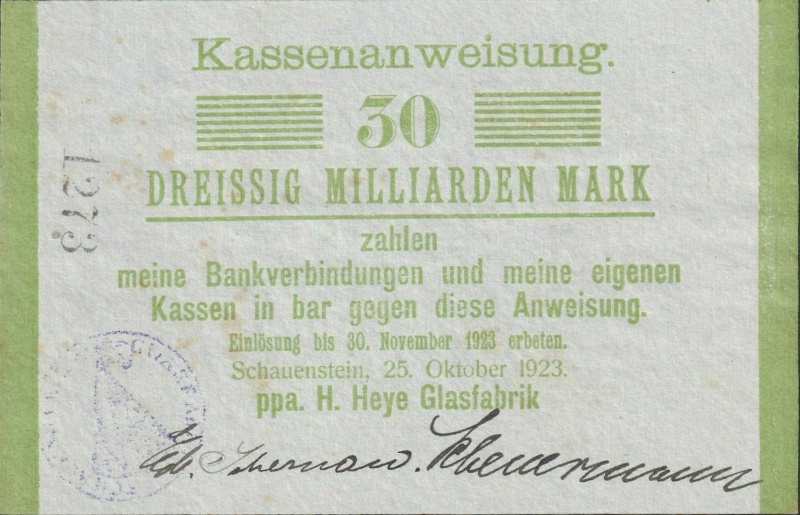 Kassenanweisung.
30
DREISSIG MILLIARDEN MARK
zahlen
meine Bankverbindungen und meine eigenen
Kassen in bar gegen diese Anweisung.
Einlösung bis 30. November 1923 erbeten.
Schauenstein, 25. Oktober 1923.
ppa. H. Heye Glasfabrik
1273